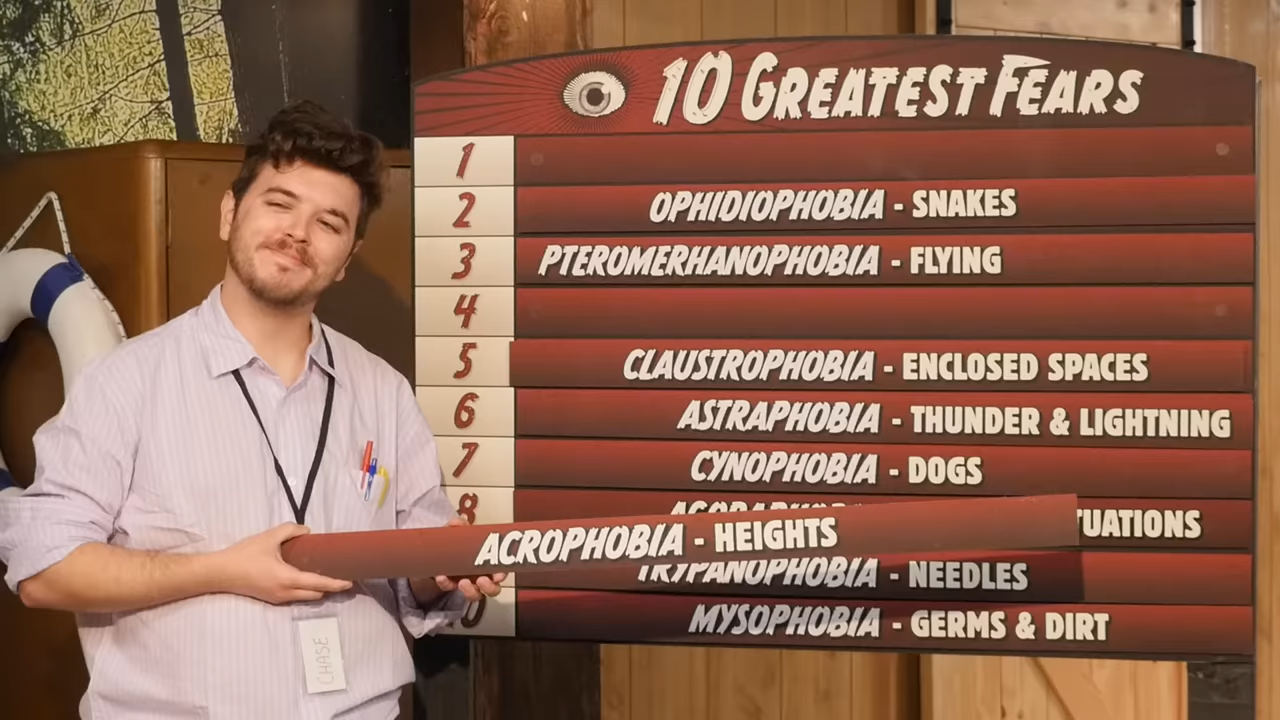 10 GREATEST FEARS
1
2 OPHIDIOPHOBIA - SNAKES
3 PTEROMERHANOPHOBIA - FLYING
4
5 CLAUSTROPHOBIA - ENCLOSED SPACES
6 ASTRAPHOBIA - THUNDER & LIGHTNING
7 CYNOPHOBIA - DOGS
8
ACROPHOBIA - HEIGHTS
TRYPANOPHOBIA - NEEDLES
MYSOPHOBIA - GERMS & DIRT
CHASE